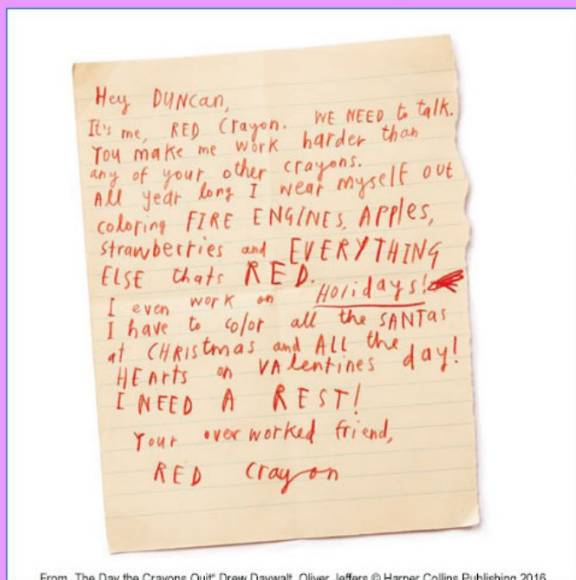 Hey DUNCan,
It's me, RED Crayon. WE NEED to talk.
You make me work harder than
any of your other crayons.
All year long I wear myself out
coloring FIRE ENGINES, APPles,
strawberries and EVERYTHING
ELSE thats RED.
I even work on Holidays!
I have to color all the SANTas
at CHRIStmas and ALL the
HEArts on VAlentines day!
I NEED A REST!
Your overworked friend,
RED Crayon
From „The Day the Crayons Quit" Drew Daywalt, Oliver Jeffers © Harper Collins Publishing 2016